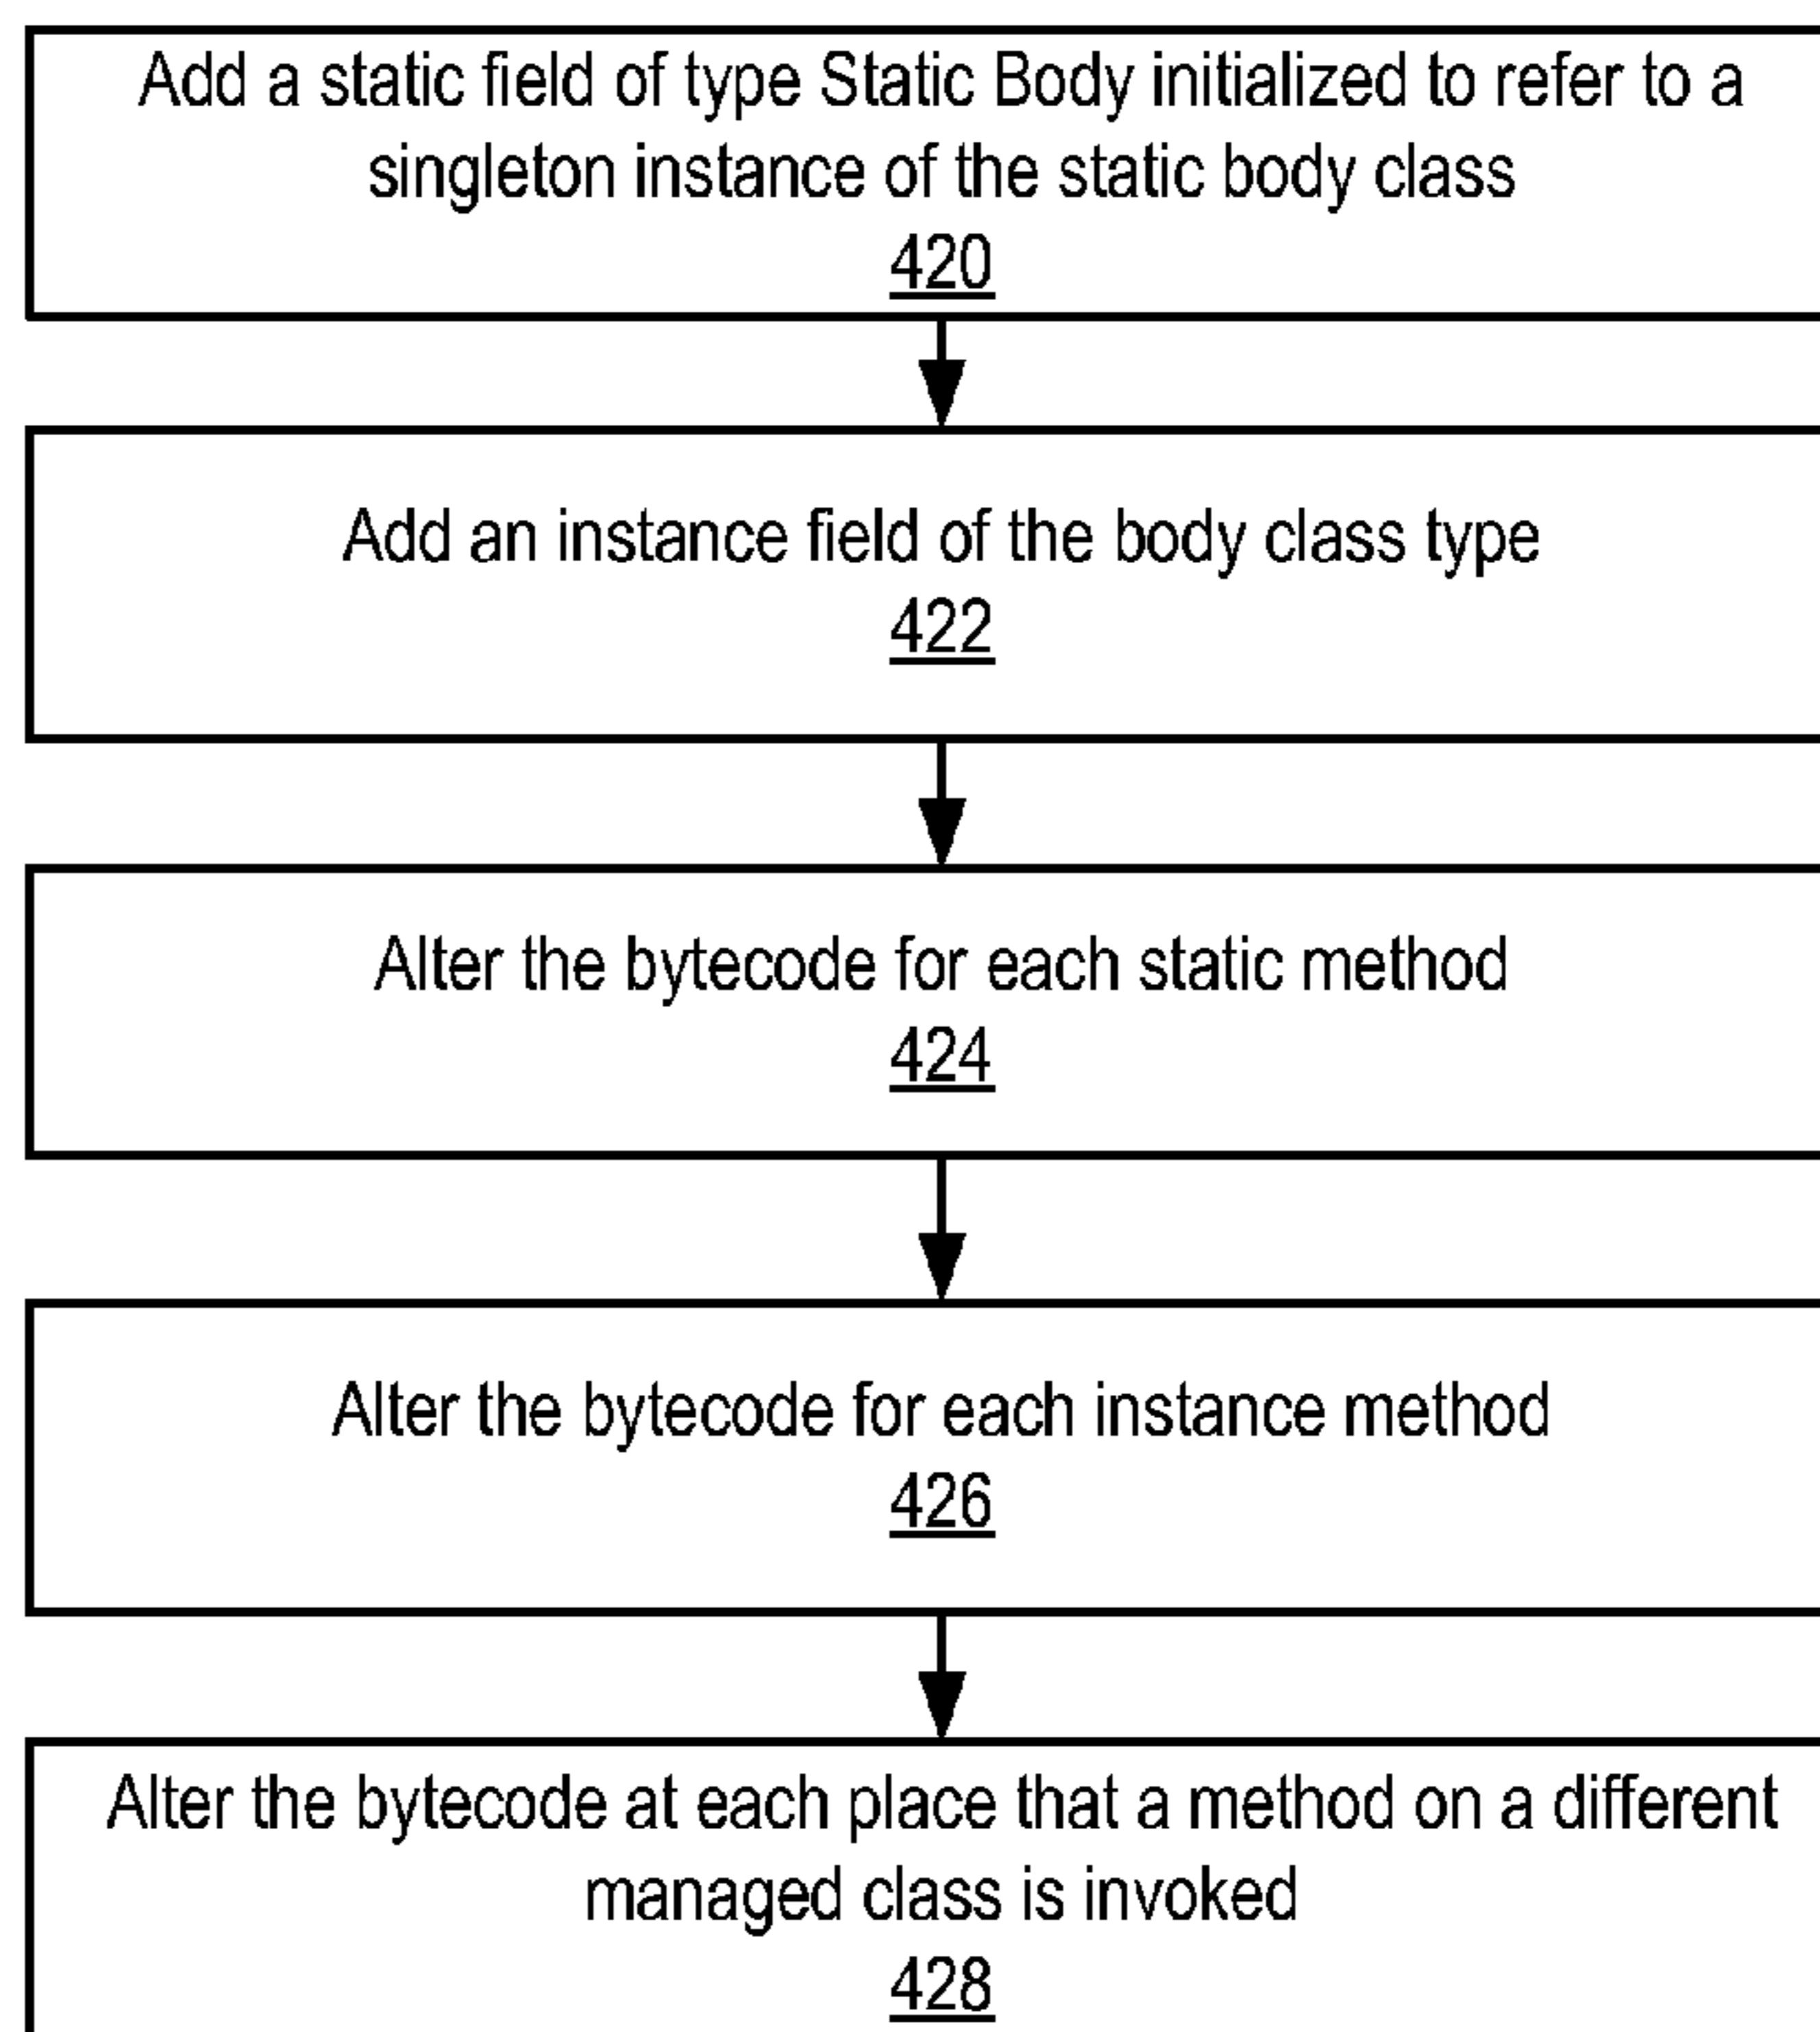 Add a static field of type Static Body initialized to refer to a
singleton instance of the static body class
420
Add an instance field of the body class type
422
Alter the bytecode for each static method
424
Alter the bytecode for each instance method
426
Alter the bytecode at each place that a method on a different
managed class is invoked
428